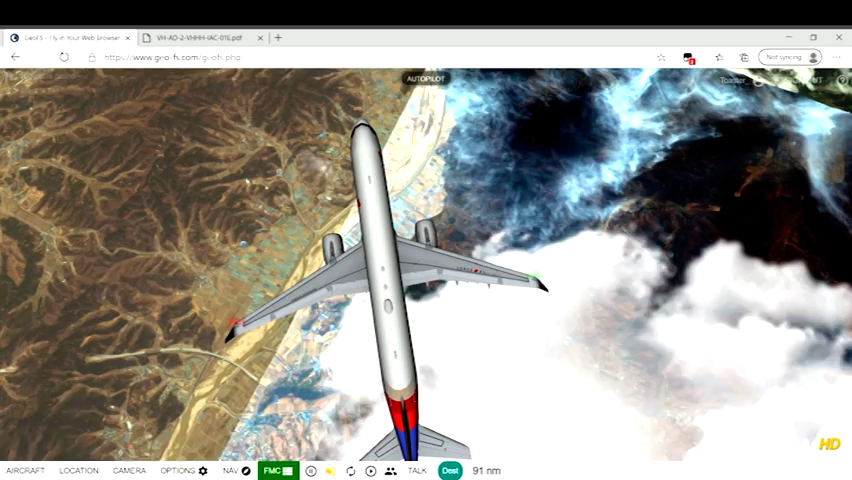 GeoFS - Fly in Your Web Browser
VH-AD-2-VHHH-IAC-01E.pdf
https://www.geo-fs.com/geofs.php
Not syncing
AUTOPILOT
HD
AIRCRAFT LOCATION CAMERA OPTIONS NAV FMC TALK Dest 91 nm